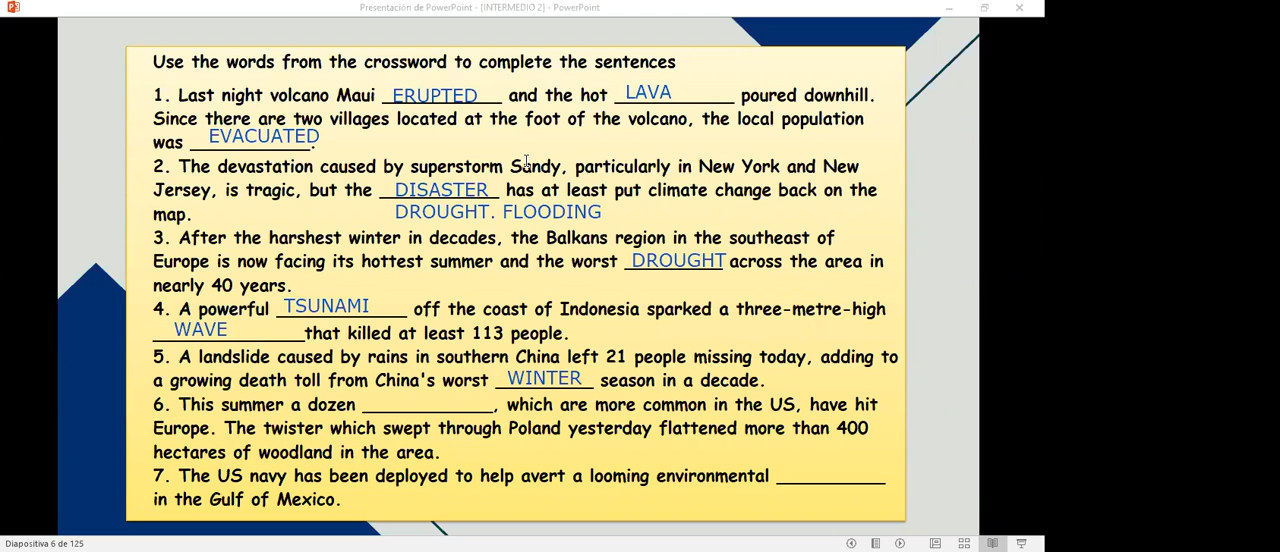 Presentación de PowerPoint - [INTERMEDIO 2] - PowerPoint
Use the words from the crossword to complete the sentences
1. Last night volcano Maui ERUPTED and the hot LAVA poured downhill.
Since there are two villages located at the foot of the volcano, the local population
was EVACUATED.
2. The devastation caused by superstorm Sandy, particularly in New York and New
Jersey, is tragic, but the DISASTER has at least put climate change back on the
map. DROUGHT. FLOODING
3. After the harshest winter in decades, the Balkans region in the southeast of
Europe is now facing its hottest summer and the worst DROUGHT across the area in
nearly 40 years.
4. A powerful TSUNAMI off the coast of Indonesia sparked a three-metre-high
WAVE that killed at least 113 people.
5. A landslide caused by rains in southern China left 21 people missing today, adding to
a growing death toll from China's worst WINTER season in a decade.
6. This summer a dozen ____________, which are more common in the US, have hit
Europe. The twister which swept through Poland yesterday flattened more than 400
hectares of woodland in the area.
7. The US navy has been deployed to help avert a looming environmental __________
in the Gulf of Mexico.
Diapositiva 6 de 125